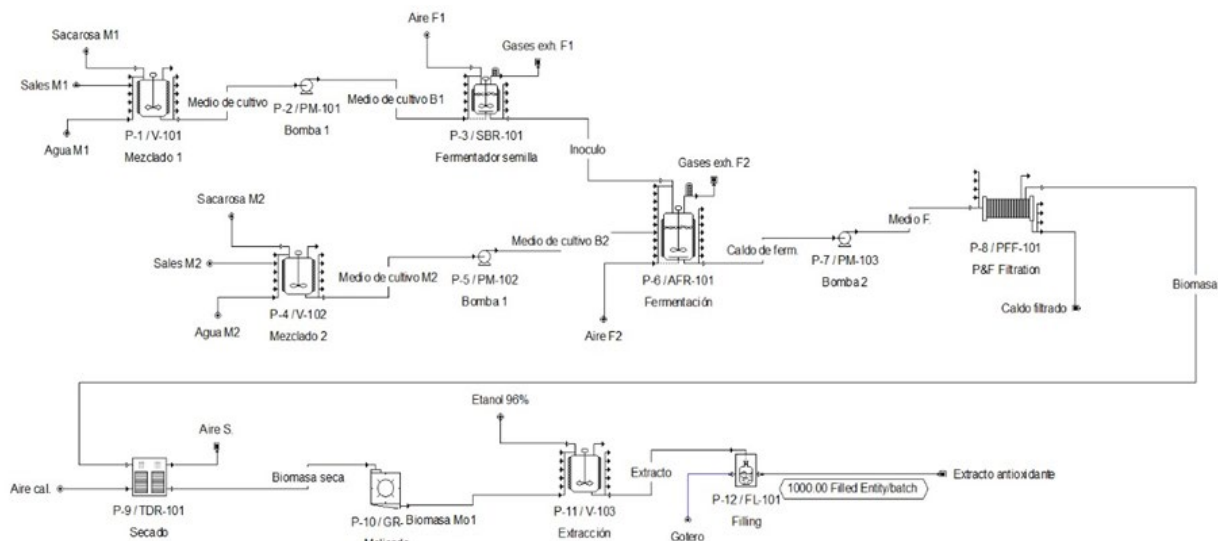 Aire F1
Sacarosa M1
Gases exh. F1
Sales M1
Medio de cultivo
Medio de cultivo B1
P-2 / PM-101
Bomba 1
Agua M1
P-1 / V-101
Mezclado 1
P-3 / SBR-101
Fermentador semilla
Inoculo
Gases exh. F2
Sacarosa M2
Sales M2
Medio de cultivo M2
Medio de cultivo B2
P-5 / PM-102
Bomba 1
Agua M2
P-4 / V-102
Mezclado 2
P-6 / AFR-101
Fermentación
Aire F2
Caldo de ferm.
P-7 / PM-103
Bomba 2
Medio F.
P-8 / PFF-101
P&F Filtration
Caldo filtrado
Biomasa
Aire S.
Aire cal.
P-9 / TDR-101
Secado
Biomasa seca
P-10 / GR-
Biomasa Mo1
Etanol 96%
P-11 / V-103
Extracción
Extracto
P-12 / FL-101
Filling
Gotero
1000.00 Filled Entity/batch
Extracto antioxidante